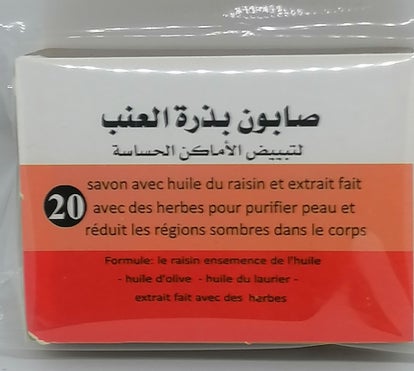 صابون بذرة العنب
لتبييض الأماكن الحساسة
savon avec huile du raisin et extrait fait
20 avec des herbes pour purifier peau et
réduit les régions sombres dans le corps
Formule: le raisin ensemence de l'huile
- huile d'olive - huile du laurier -
extrait fait avec des herbes